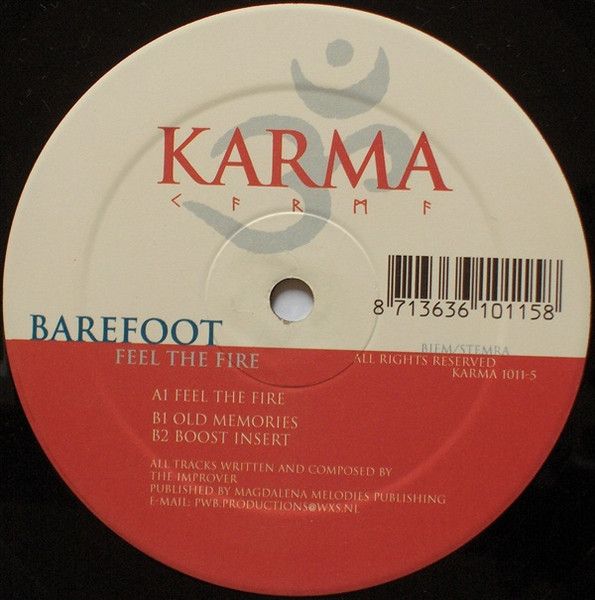 KARMA
ᚲ ᚨ ᚱ ᛗ ᚨ
8 713636 101158
BAREFOOT
FEEL THE FIRE
BIEM/STEMRA
ALL RIGHTS RESERVED
KARMA 1011-5
A1 FEEL THE FIRE
B1 OLD MEMORIES
B2 BOOST INSERT
ALL TRACKS WRITTEN AND COMPOSED BY
THE IMPROVER
PUBLISHED BY MAGDALENA MELODIES PUBLISHING
E-MAIL: PWB.PRODUCTIONS@WXS.NL